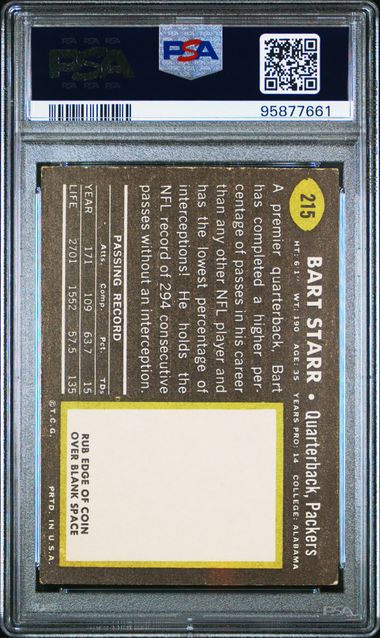 PSA
PSA
95877661
215
BART STARR • Quarterback, Packers
HT: 6'1" WT: 190 AGE: 35 YEARS PRO: 14 COLLEGE: ALABAMA
A premier quarterback, Bart
has completed a higher per-
centage of passes in his career
than any other NFL player and
has the lowest percentage of
interceptions! He holds the
NFL record of 294 consecutive
passes without an interception.
PASSING RECORD
Atts. Comp. Pct. TDs
YEAR 171 109 63.7 15
LIFE 2701 1552 57.5 135
RUB EDGE OF COIN
OVER BLANK SPACE
© T.C.G. PRTD. IN U.S.A.
PSA